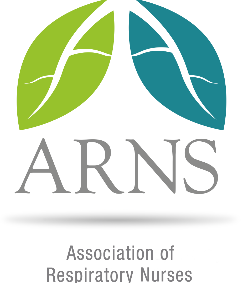 ARNS
Association of
Respiratory Nurses